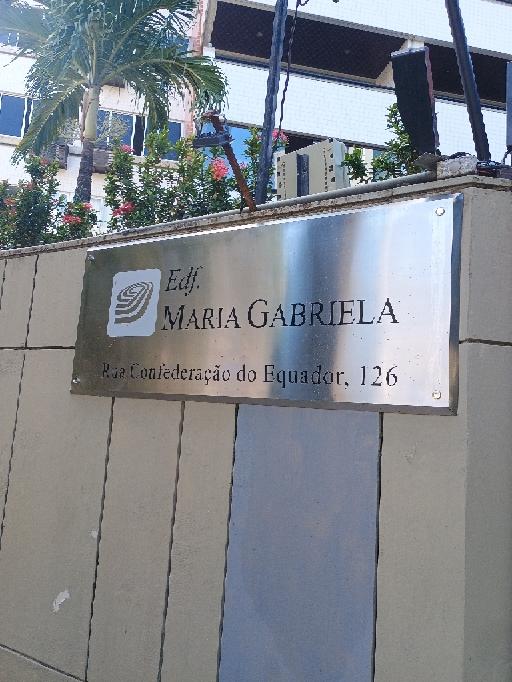 Edf.
MARIA GABRIELA
Rua Confederação do Equador, 126